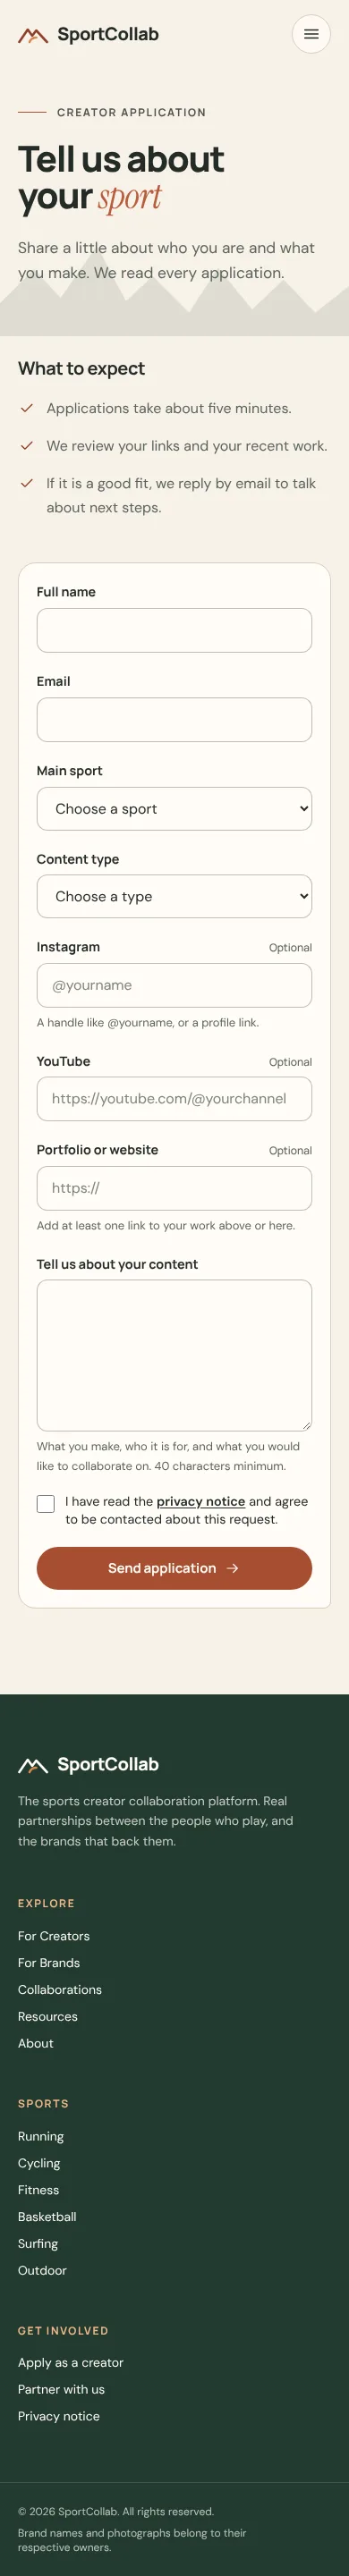 SportCollab
CREATOR APPLICATION
Tell us about
your sport
Share a little about who you are and what
you make. We read every application.
What to expect
Applications take about five minutes.
We review your links and your recent work.
If it is a good fit, we reply by email to talk
about next steps.
Full name
Email
Main sport
Choose a sport
Content type
Choose a type
Instagram Optional
@yourname
A handle like @yourname, or a profile link.
YouTube Optional
https://youtube.com/@yourchannel
Portfolio or website Optional
https://
Add at least one link to your work above or here.
Tell us about your content
What you make, who it is for, and what you would
like to collaborate on. 40 characters minimum.
I have read the privacy notice and agree
to be contacted about this request.
Send application
SportCollab
The sports creator collaboration platform. Real
partnerships between the people who play, and
the brands that back them.
EXPLORE
For Creators
For Brands
Collaborations
Resources
About
SPORTS
Running
Cycling
Fitness
Basketball
Surfing
Outdoor
GET INVOLVED
Apply as a creator
Partner with us
Privacy notice
© 2026 SportCollab. All rights reserved.
Brand names and photographs belong to their
respective owners.